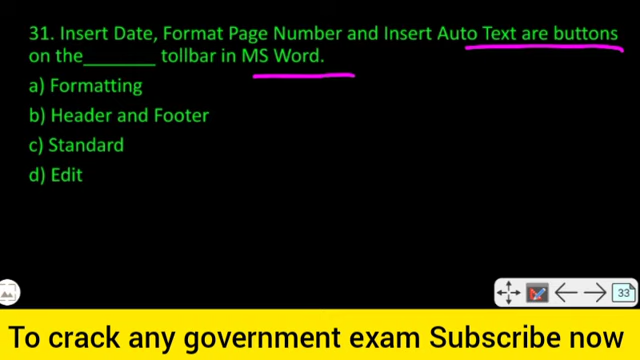 31. Insert Date, Format Page Number and Insert Auto Text are buttons
on the_______ tollbar in MS Word.
a) Formatting
b) Header and Footer
c) Standard
d) Edit
33
To crack any government exam Subscribe now